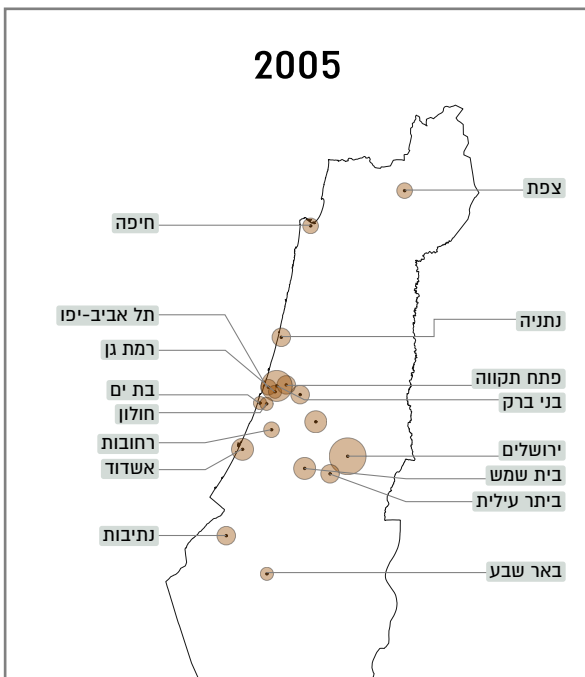 2005
צפת
חיפה
תל אביב-יפו
נתניה
רמת גן
פתח תקווה
בת ים
בני ברק
חולון
רחובות
ירושלים
אשדוד
בית שמש
ביתר עילית
נתיבות
באר שבע